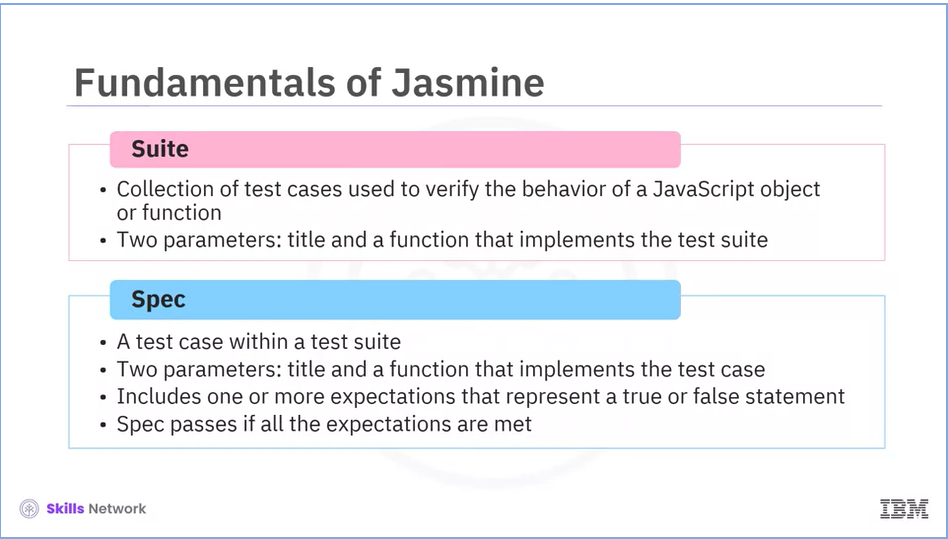 Fundamentals of Jasmine
Suite
• Collection of test cases used to verify the behavior of a JavaScript object
or function
• Two parameters: title and a function that implements the test suite
Spec
• A test case within a test suite
• Two parameters: title and a function that implements the test case
• Includes one or more expectations that represent a true or false statement
• Spec passes if all the expectations are met
Skills Network
IBM